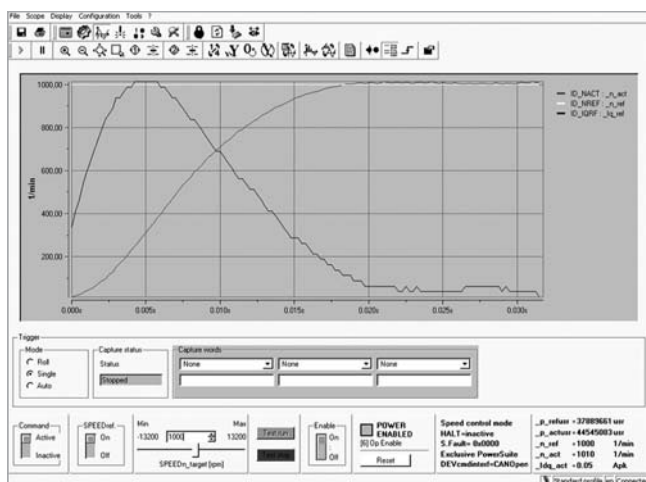 File Scope Display Configuration Tools ?
1000,00
800,00
600,00
400,00
200,00
1/min
ID_NACT : _n_act
ID_NREF : _n_ref
ID_IQRF : _Iq_ref
0.000s 0.005s 0.010s 0.015s 0.020s 0.025s 0.030s
Trigger
Mode
Roll
Single
Auto
Capture status
Status
Stopped
Capture words
None None None
Command
Active
Inactive
SPEEDref.
On
Off
Min Max
-13200 1000 13200
SPEEDn_target [rpm]
Test run
Test stop
Enable
On
Off
POWER
ENABLED
[6] Op Enable
Reset
Speed control mode
HALT=inactive
S.Fault= 0x0000
Exclusive PowerSuite
DEVcmdinterf=CANOpen
_p_refusr +37889661 usr
_p_actusr +44545003 usr
_n_ref +1000 1/min
_n_act +1010 1/min
_Idq_act +0.05 Apk